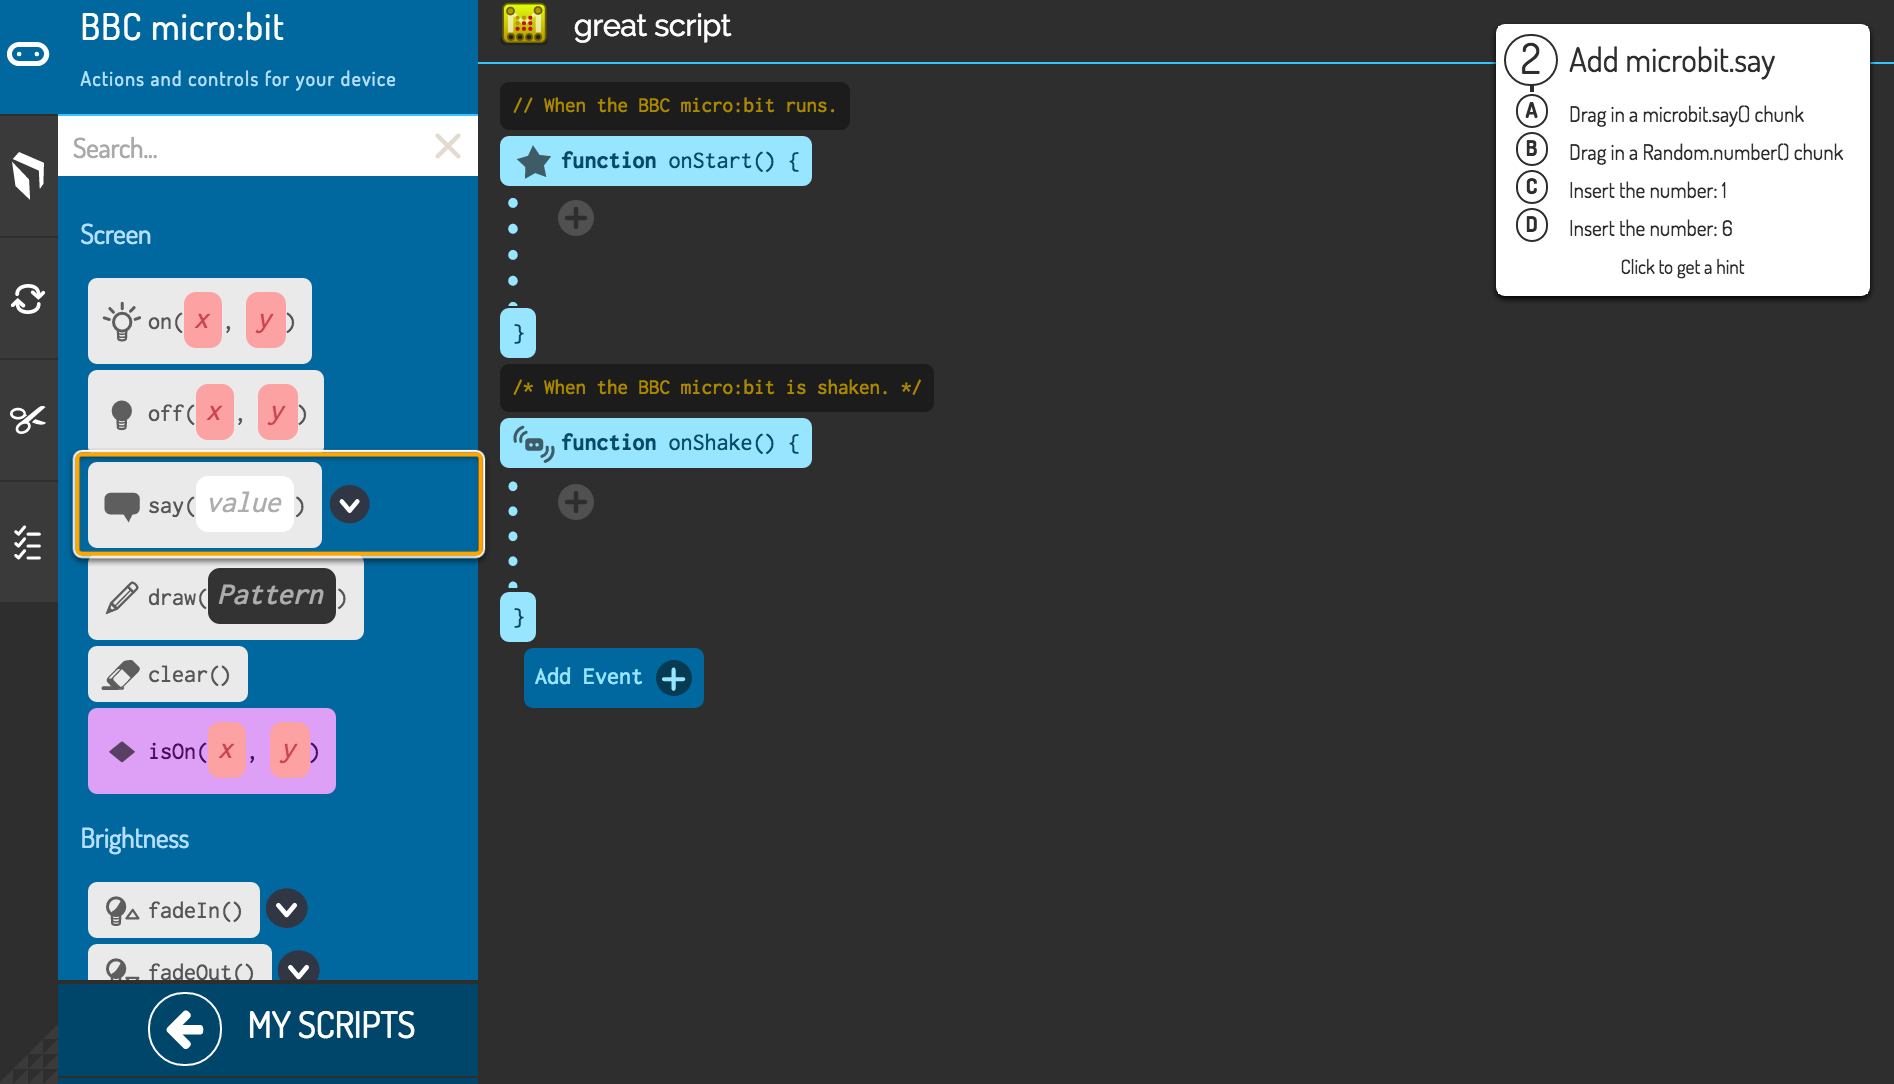 BBC micro:bit
Actions and controls for your device
Search...
Screen
on( x , y )
off( x , y )
say( value )
draw( Pattern )
clear()
isOn( x , y )
Brightness
fadeIn()
fadeOut()
MY SCRIPTS
great script
// When the BBC micro:bit runs.
function onStart() {
}
/* When the BBC micro:bit is shaken. */
function onShake() {
}
Add Event
2 Add microbit.say
A Drag in a microbit.say() chunk
B Drag in a Random.number() chunk
C Insert the number: 1
D Insert the number: 6
Click to get a hint